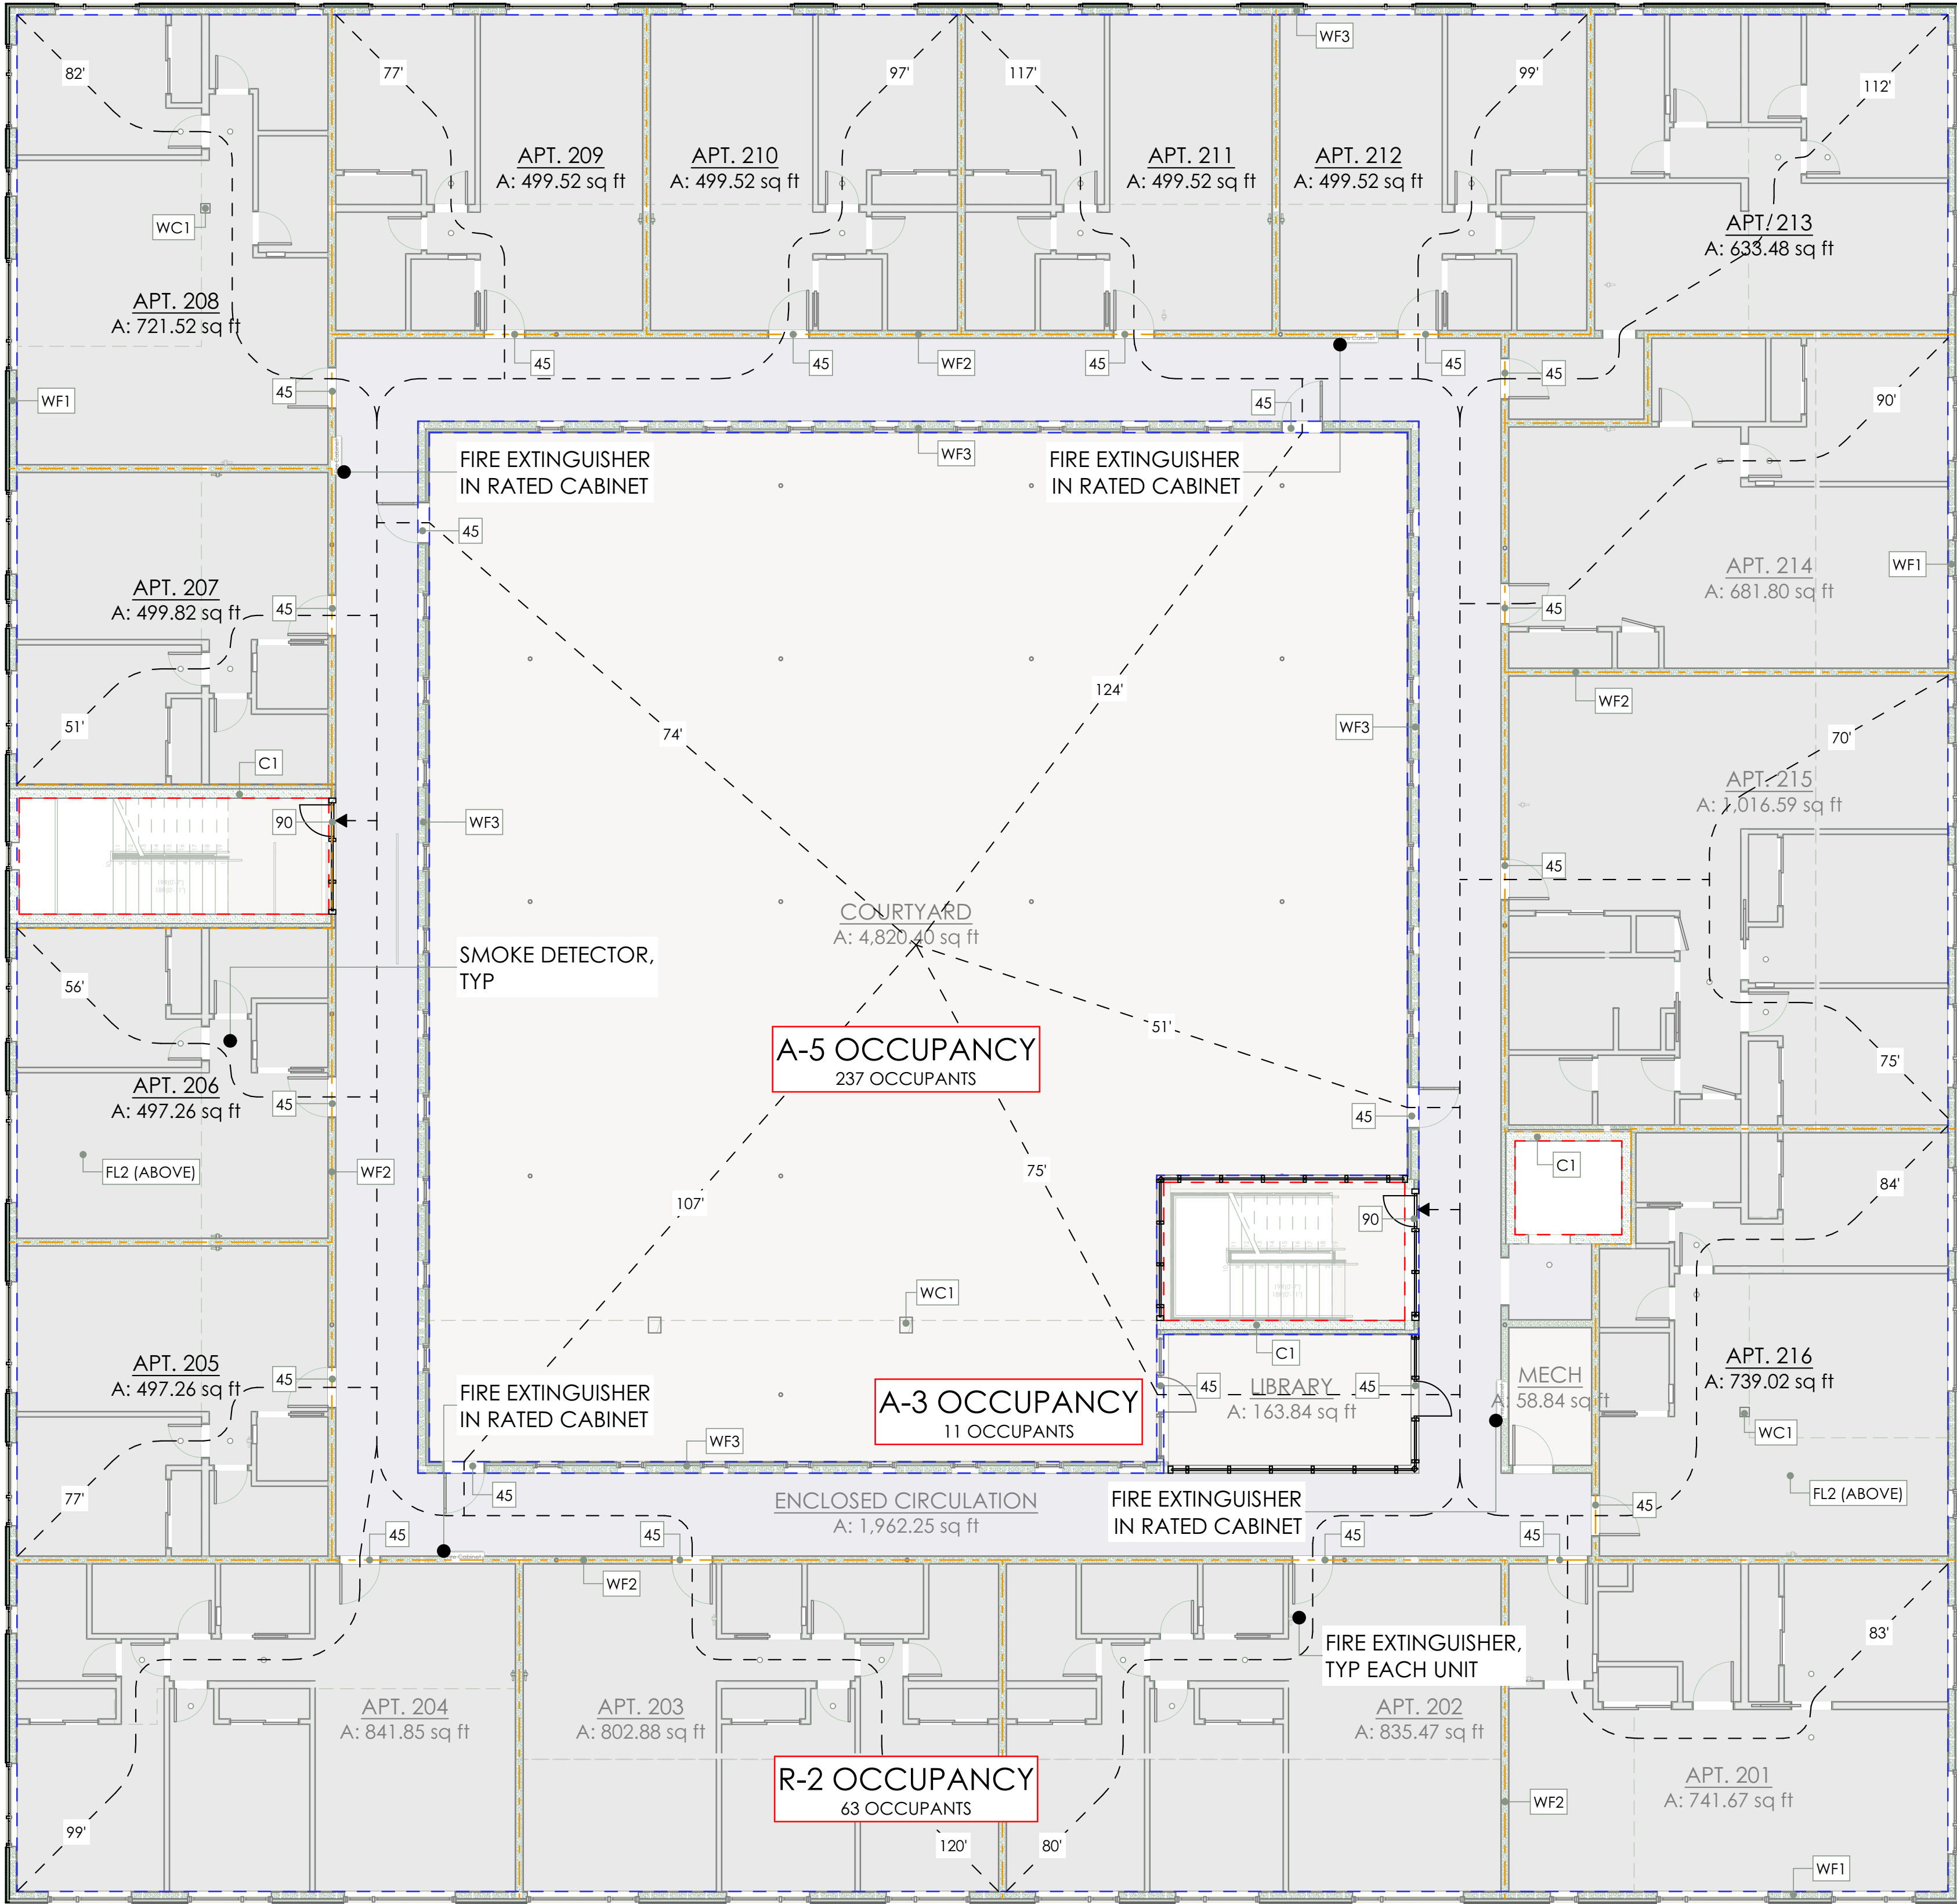 WF3
82'
77'
97'
117'
99'
112'
APT. 209
A: 499.52 sq ft
APT. 210
A: 499.52 sq ft
APT. 211
A: 499.52 sq ft
APT. 212
A: 499.52 sq ft
APT. 213
A: 633.48 sq ft
WC1
APT. 208
A: 721.52 sq ft
45
45
WF2
45
45
45
WF1
45
45
90'
FIRE EXTINGUISHER
IN RATED CABINET
WF3
FIRE EXTINGUISHER
IN RATED CABINET
45
APT. 214
A: 681.80 sq ft
WF1
APT. 207
A: 499.82 sq ft
45
45
124'
WF2
51'
74'
WF3
70'
C1
APT. 215
A: 1,016.59 sq ft
90
WF3
45
COURTYARD
A: 4,820.40 sq ft
SMOKE DETECTOR,
TYP
56'
51'
A-5 OCCUPANCY
237 OCCUPANTS
75'
APT. 206
A: 497.26 sq ft
45
45
FL2 (ABOVE)
WF2
75'
C1
84'
107'
90
WC1
C1
APT. 205
A: 497.26 sq ft
45
FIRE EXTINGUISHER
IN RATED CABINET
A-3 OCCUPANCY
11 OCCUPANTS
45
LIBRARY
A: 163.84 sq ft
45
MECH
A: 58.84 sq ft
APT. 216
A: 739.02 sq ft
WC1
WF3
77'
45
ENCLOSED CIRCULATION
A: 1,962.25 sq ft
FIRE EXTINGUISHER
IN RATED CABINET
FL2 (ABOVE)
45
45
45
45
45
WF2
FIRE EXTINGUISHER,
TYP EACH UNIT
83'
APT. 204
A: 841.85 sq ft
APT. 203
A: 802.88 sq ft
APT. 202
A: 835.47 sq ft
R-2 OCCUPANCY
63 OCCUPANTS
APT. 201
A: 741.67 sq ft
WF2
99'
120'
80'
WF1